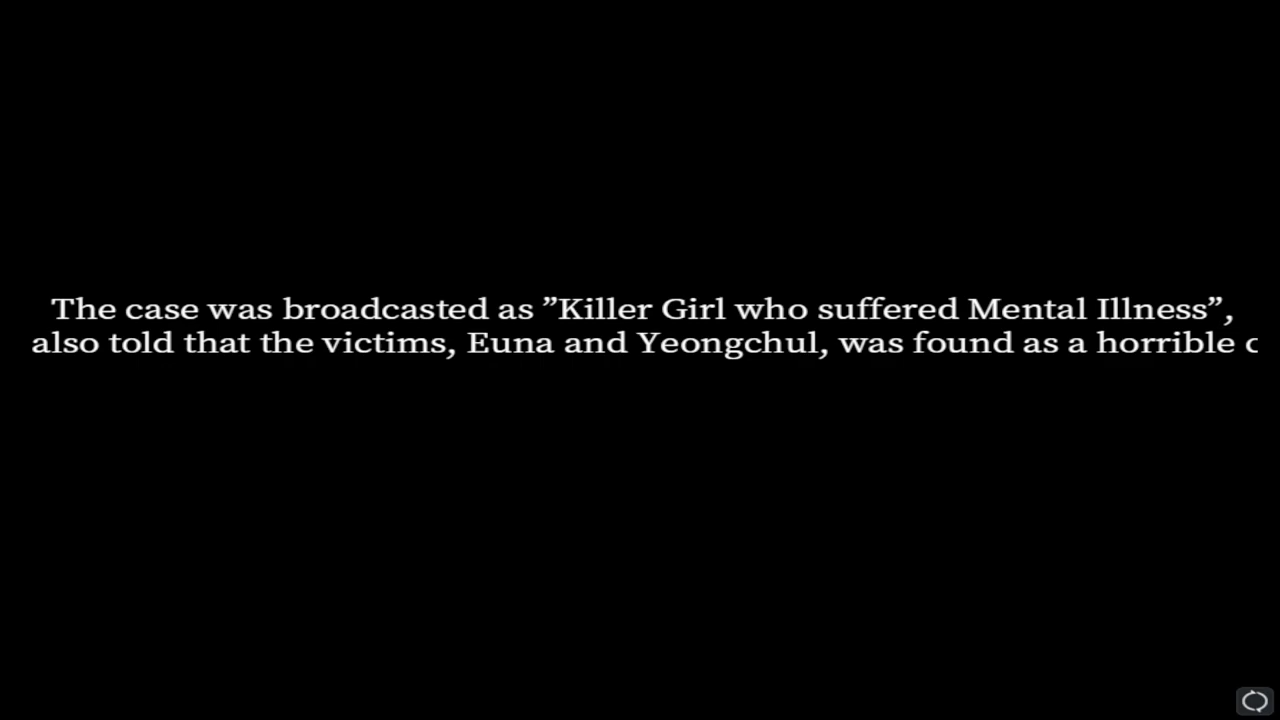 The case was broadcasted as ”Killer Girl who suffered Mental Illness”,
also told that the victims, Euna and Yeongchul, was found as a horrible